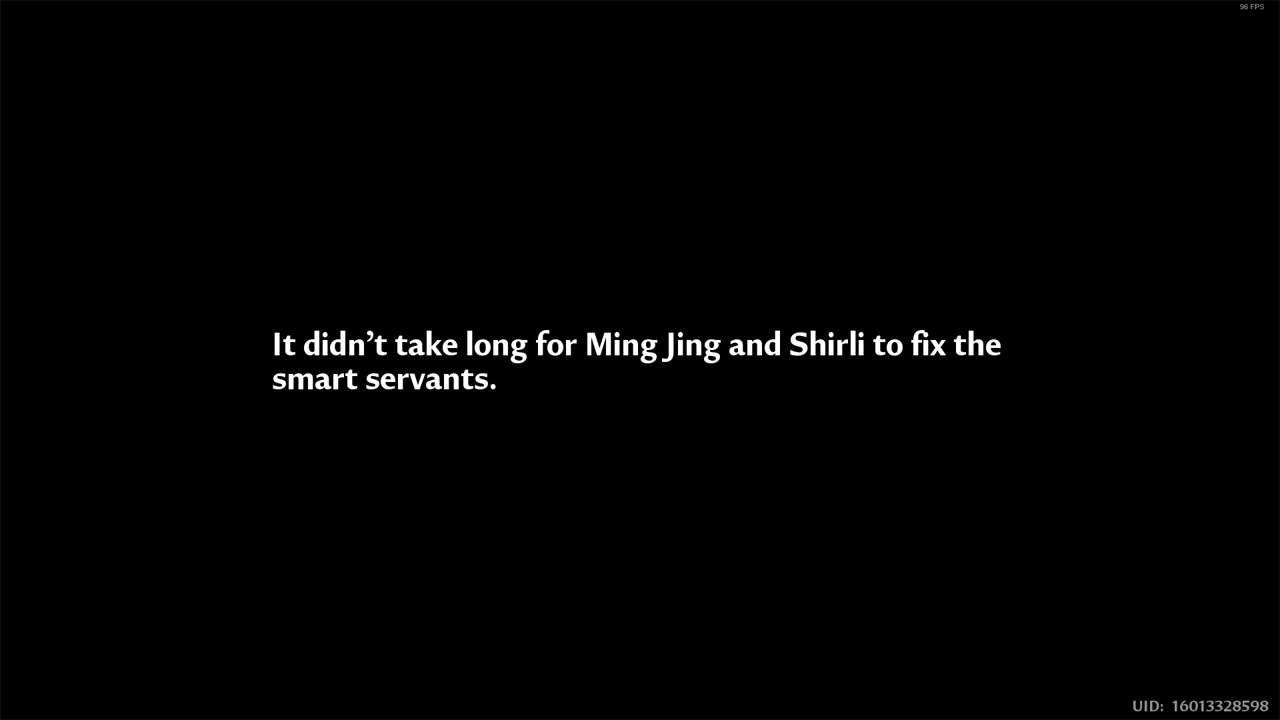 96 FPS
It didn’t take long for Ming Jing and Shirli to fix the
smart servants.
UID: 16013328598